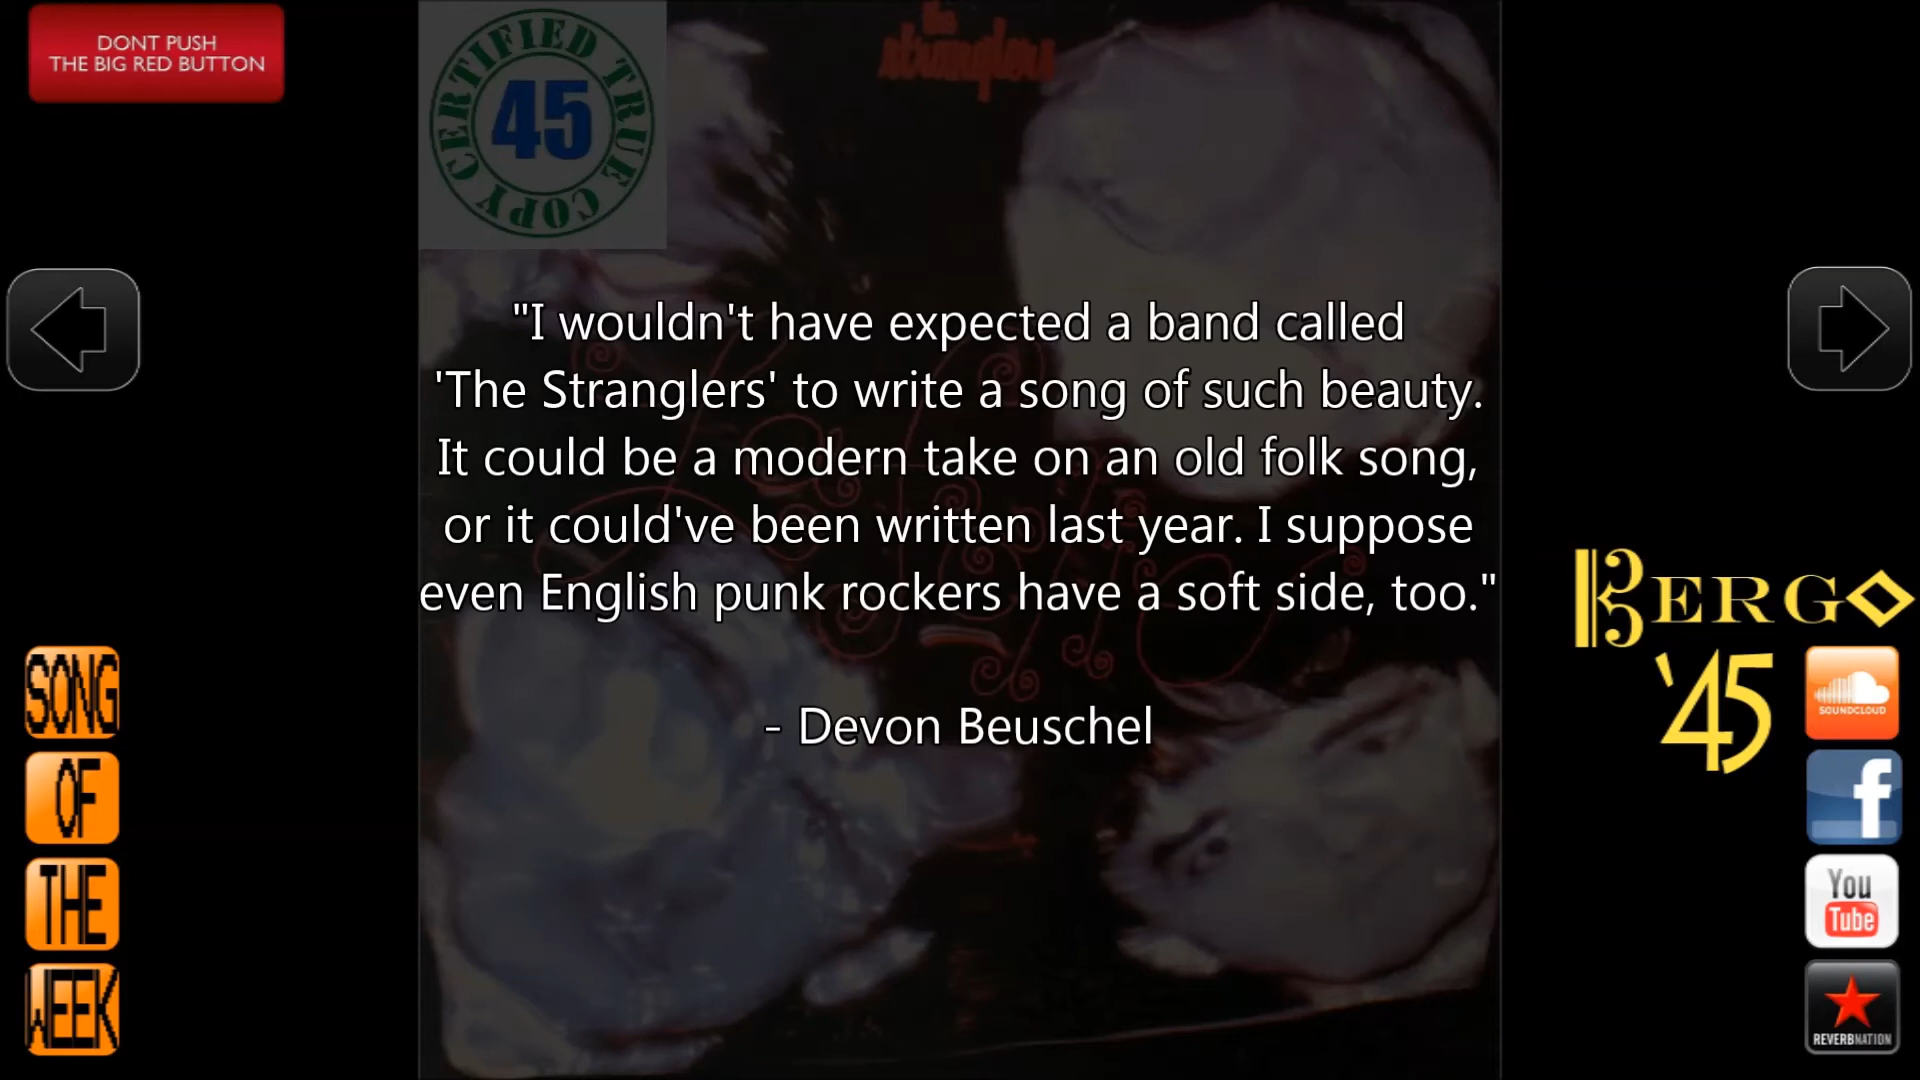 DONT PUSH
THE BIG RED BUTTON
CERTIFIED TRUE COPY
45
the
stranglers
"I wouldn't have expected a band called
'The Stranglers' to write a song of such beauty.
It could be a modern take on an old folk song,
or it could've been written last year. I suppose
even English punk rockers have a soft side, too."
- Devon Beuschel
SONG
OF
THE
WEEK
BERGO
'45
SOUNDCLOUD
f
You
Tube
REVERBNATION